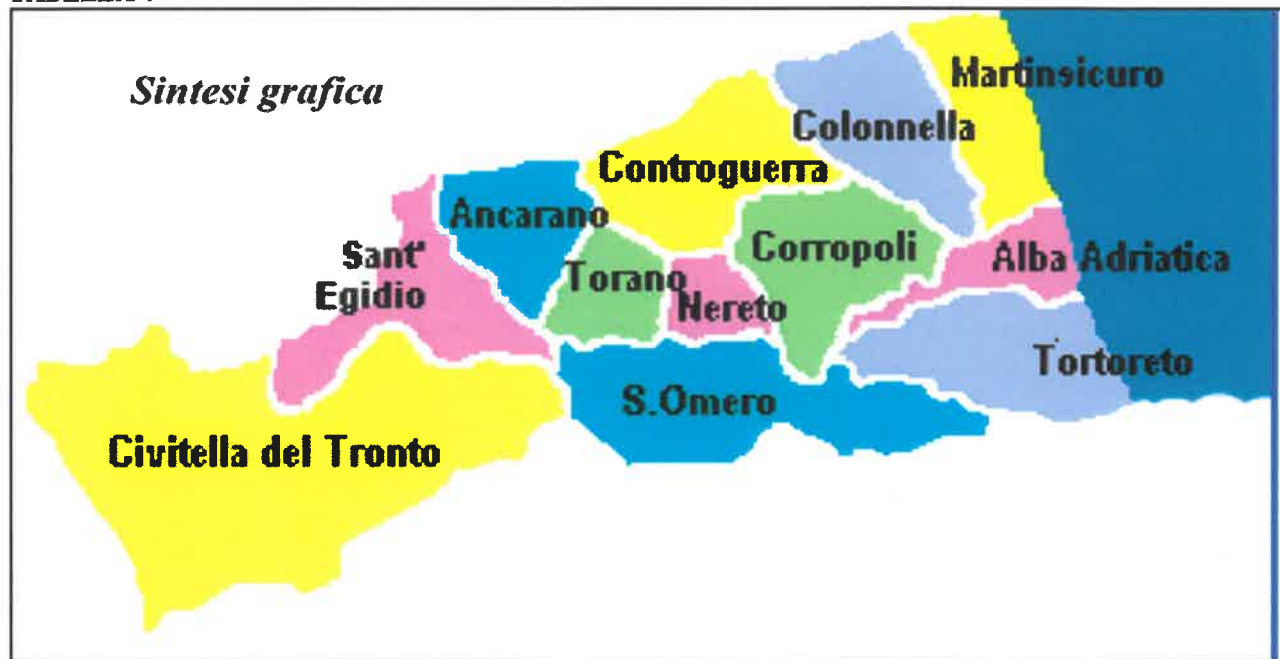 Sintesi grafica
Martinsicuro
Colonnella
Controguerra
Ancarano
Sant'
Egidio
Torano
Nereto
Corropoli
Alba Adriatica
Tortoreto
S.Omero
Civitella del Tronto